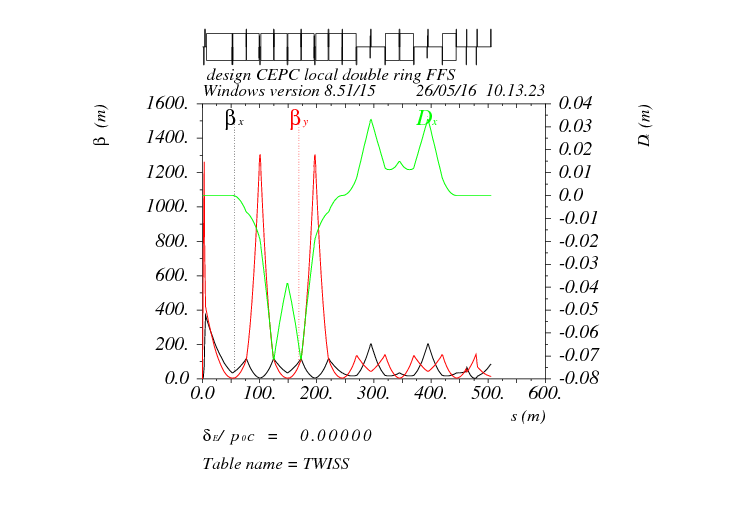 design CEPC local double ring FFS
Windows version 8.51/15 26/05/16 10.13.23
β (m)
1600.
1400.
1200.
1000.
800.
600.
400.
200.
0.0
βx βy Dx
0.04
0.03
0.02
0.01
0.0
-0.01
-0.02
-0.03
-0.04
-0.05
-0.06
-0.07
-0.08
D (m)
0.0 100. 200. 300. 400. 500. 600.
s (m)
δE/ p0c = 0.00000
Table name = TWISS